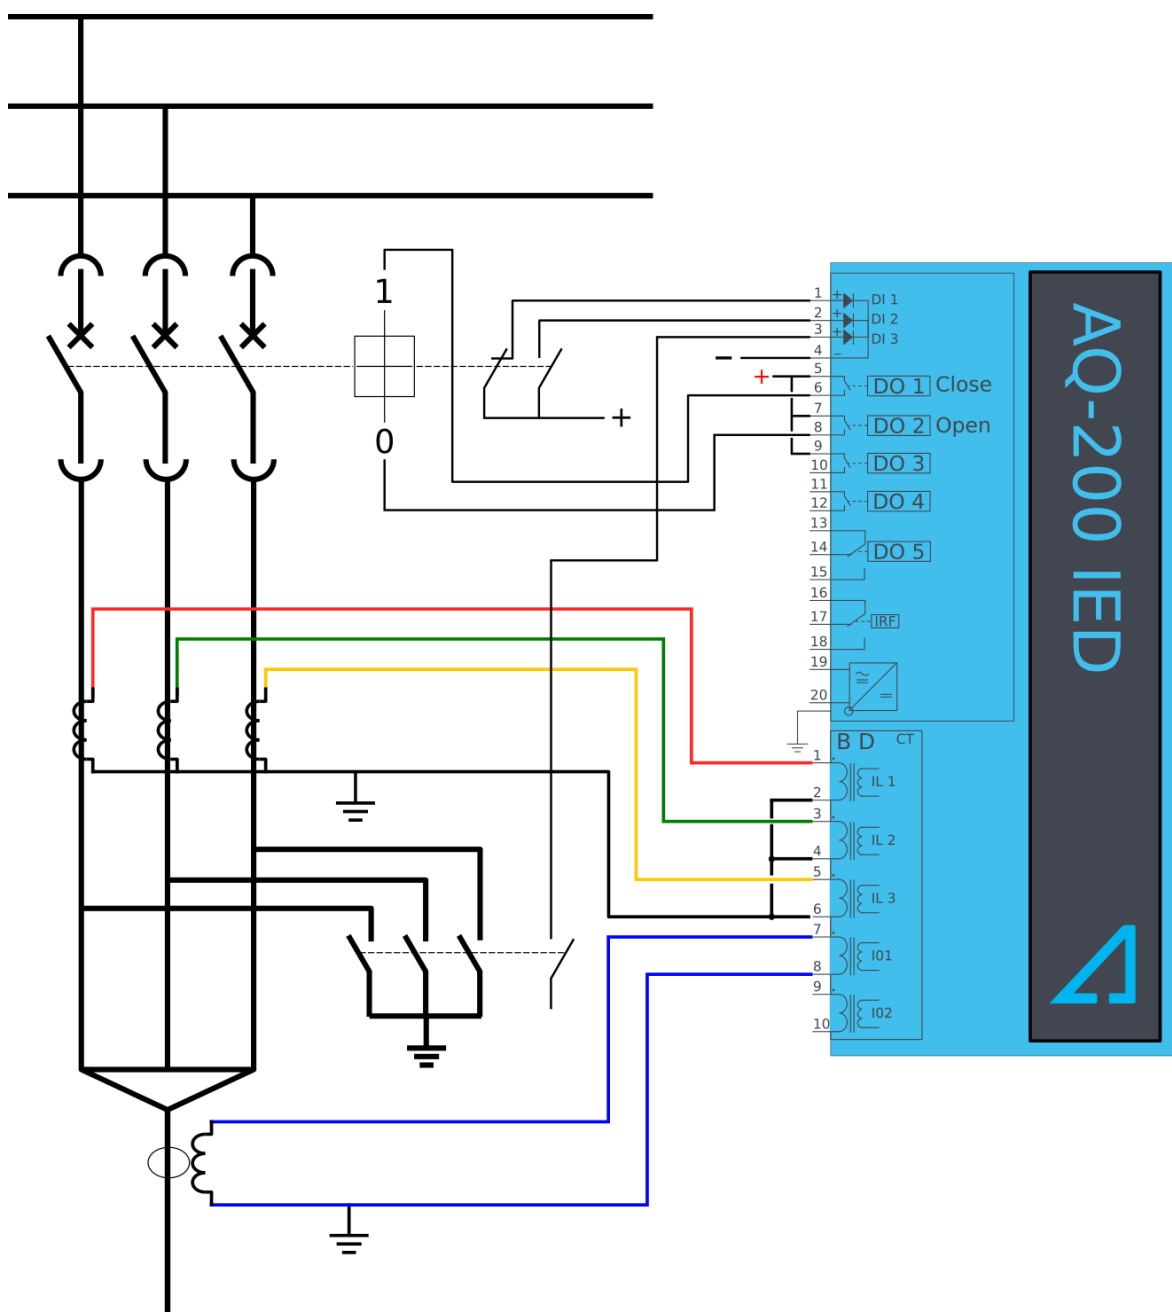 1
0
+
−
+
1 + DI 1
2 + DI 2
3 + DI 3
4 −
5
6 DO 1 Close
7
8 DO 2 Open
9
10 DO 3
11
12 DO 4
13
14 DO 5
15
16
17 IRF
18
19
20
B D CT
1
IL 1
2
3
IL 2
4
5
IL 3
6
7
I01
8
9
I02
10
AQ-200 IED